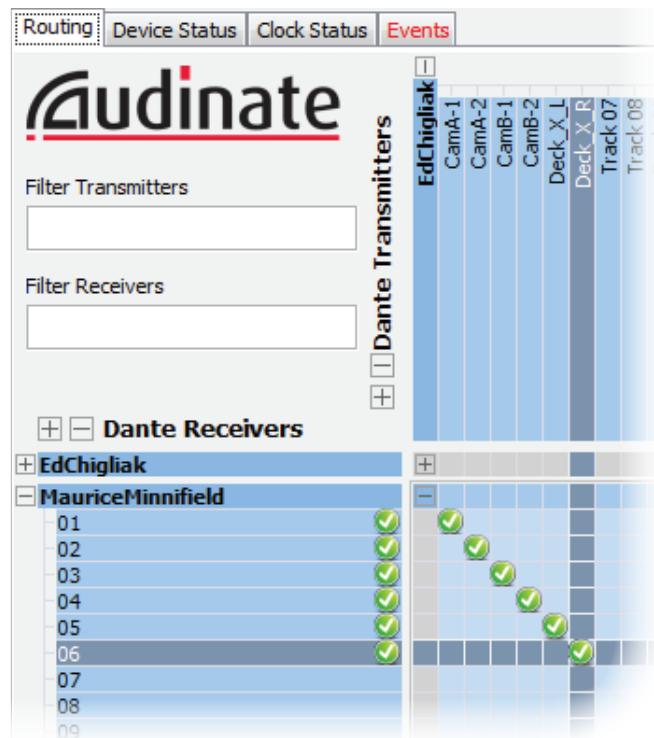 Routing Device Status Clock Status Events
Audinate
Filter Transmitters
Filter Receivers
Dante Transmitters
Dante Receivers
EdChigliak
CamA-1
CamA-2
CamB-1
CamB-2
Deck_X_L
Deck_X_R
Track 07
Track 08
EdChigliak
MauriceMinnifield
01
02
03
04
05
06
07
08
09